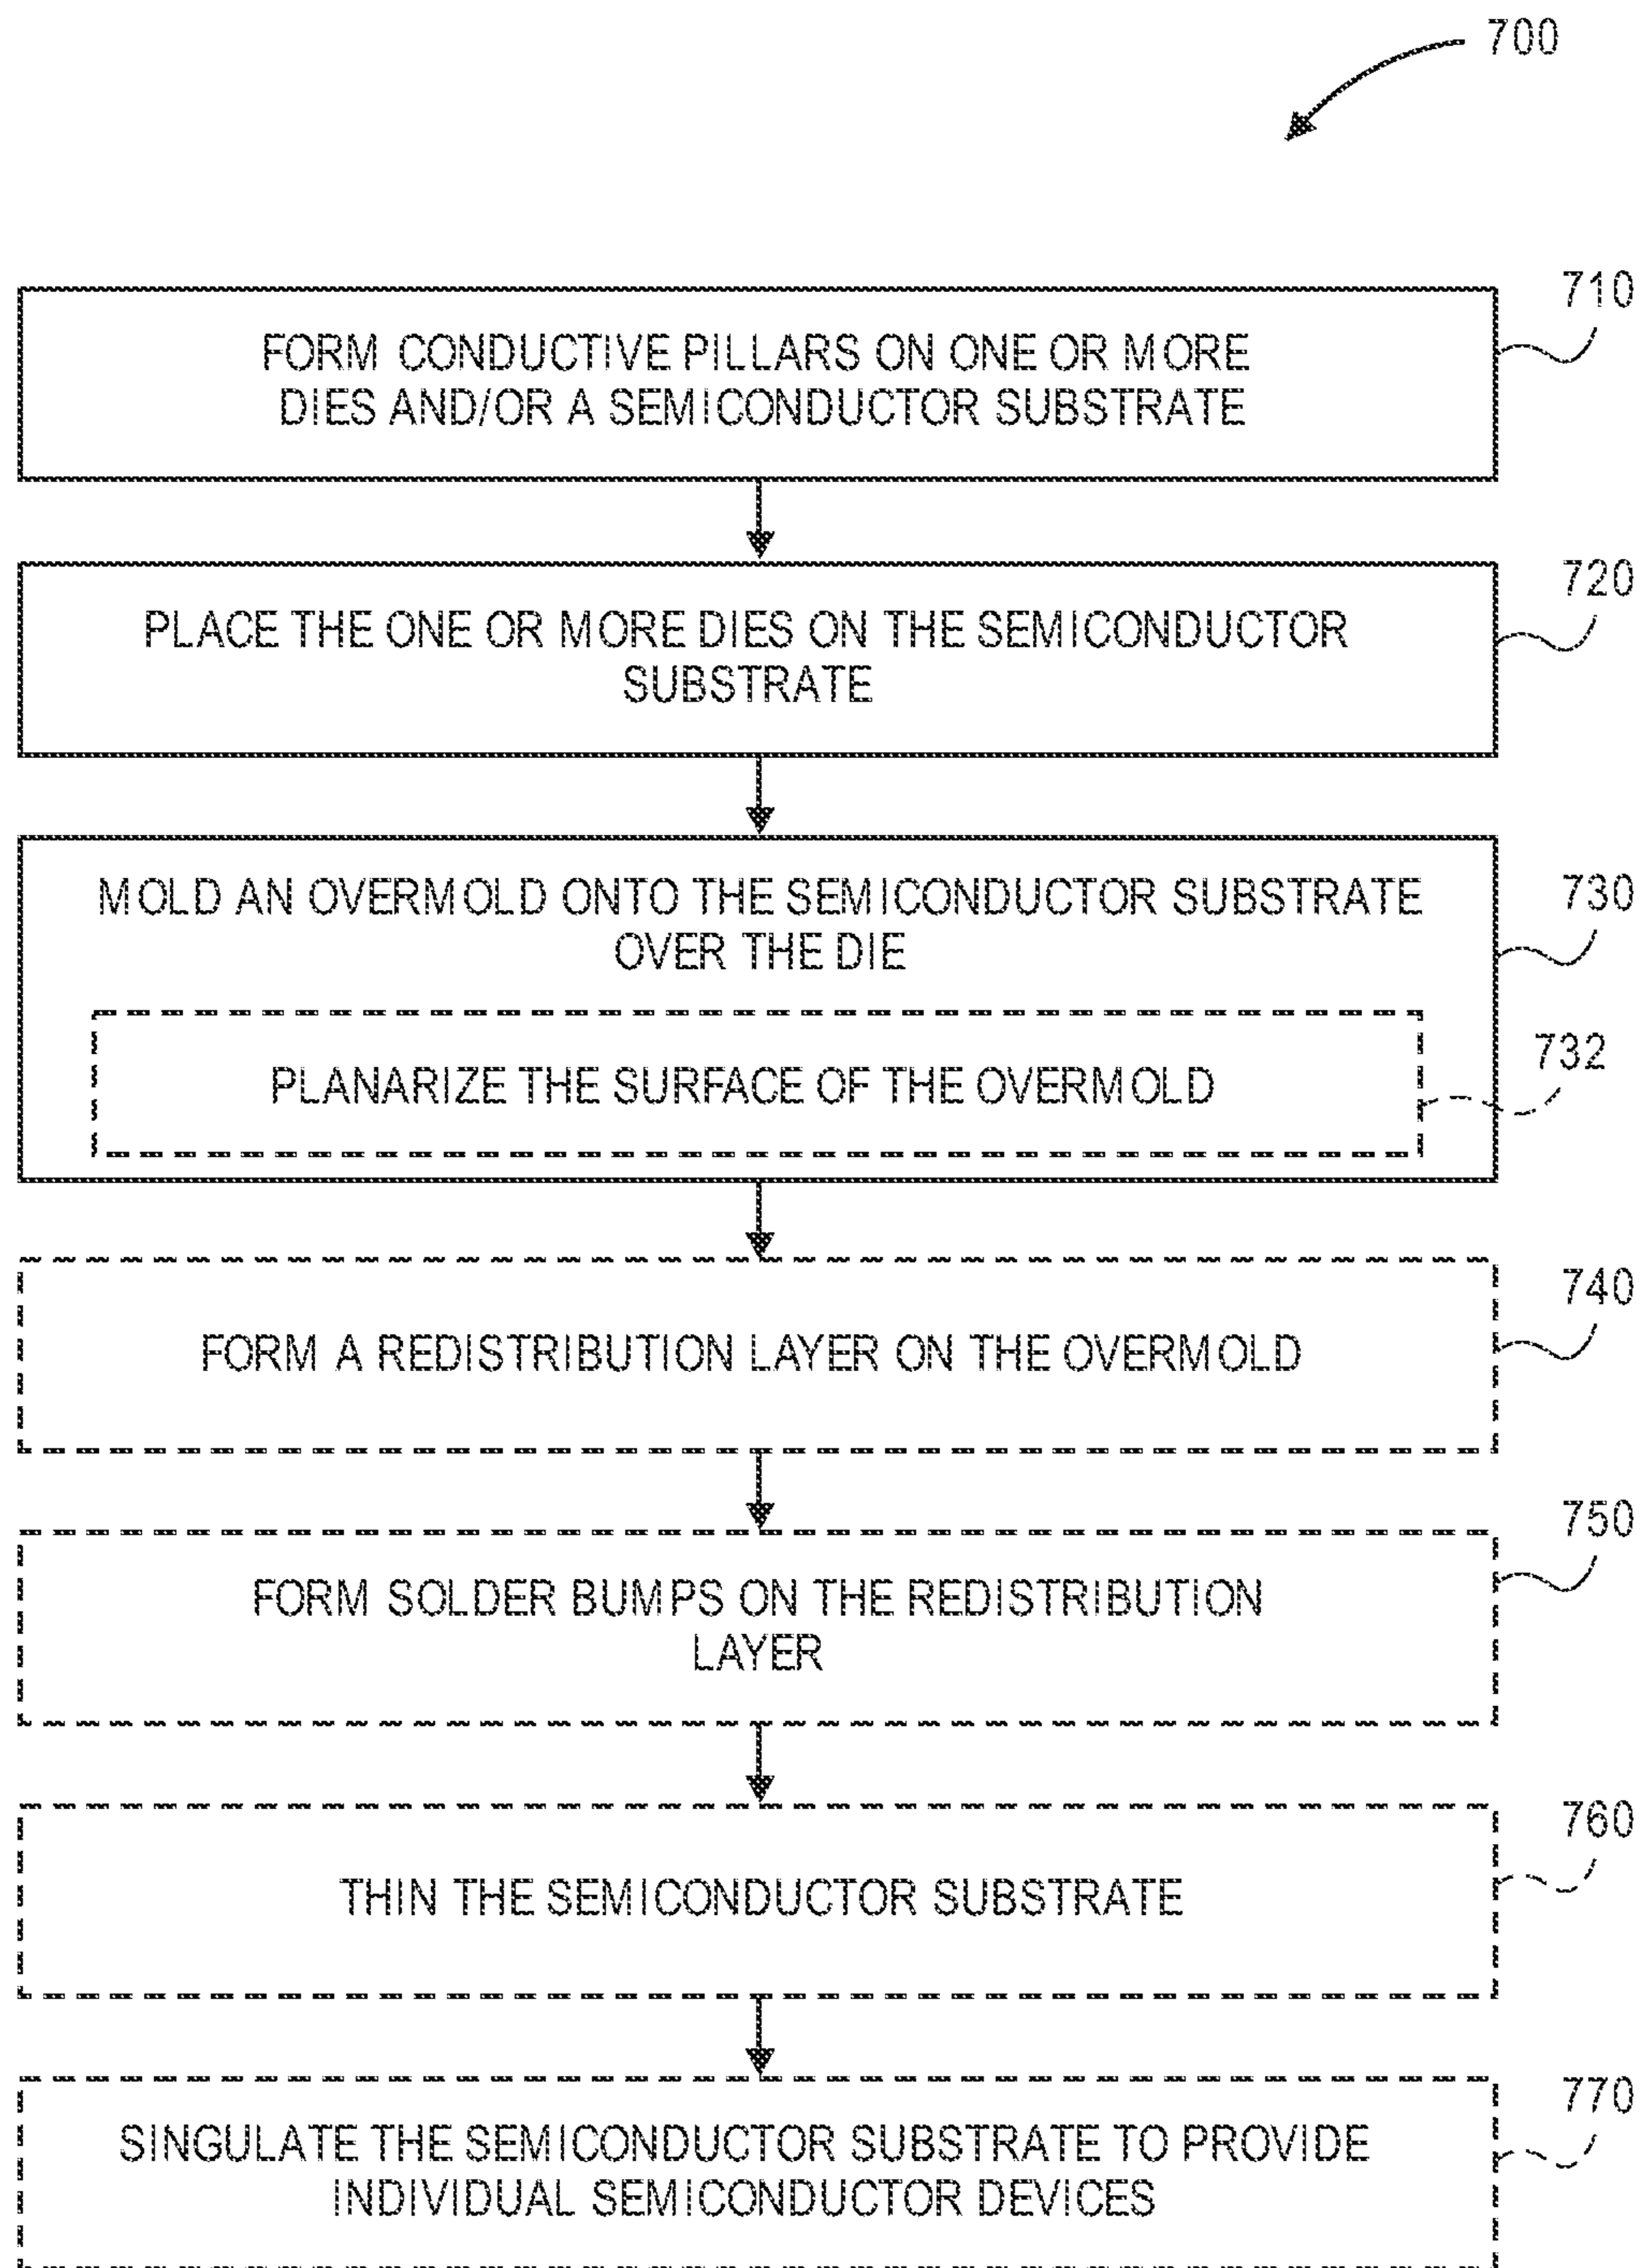 700
710
FORM CONDUCTIVE PILLARS ON ONE OR MORE
DIES AND/OR A SEMICONDUCTOR SUBSTRATE
720
PLACE THE ONE OR MORE DIES ON THE SEMICONDUCTOR
SUBSTRATE
730
MOLD AN OVERMOLD ONTO THE SEMICONDUCTOR SUBSTRATE
OVER THE DIE
732
PLANARIZE THE SURFACE OF THE OVERMOLD
740
FORM A REDISTRIBUTION LAYER ON THE OVERMOLD
750
FORM SOLDER BUMPS ON THE REDISTRIBUTION
LAYER
760
THIN THE SEMICONDUCTOR SUBSTRATE
770
SINGULATE THE SEMICONDUCTOR SUBSTRATE TO PROVIDE
INDIVIDUAL SEMICONDUCTOR DEVICES